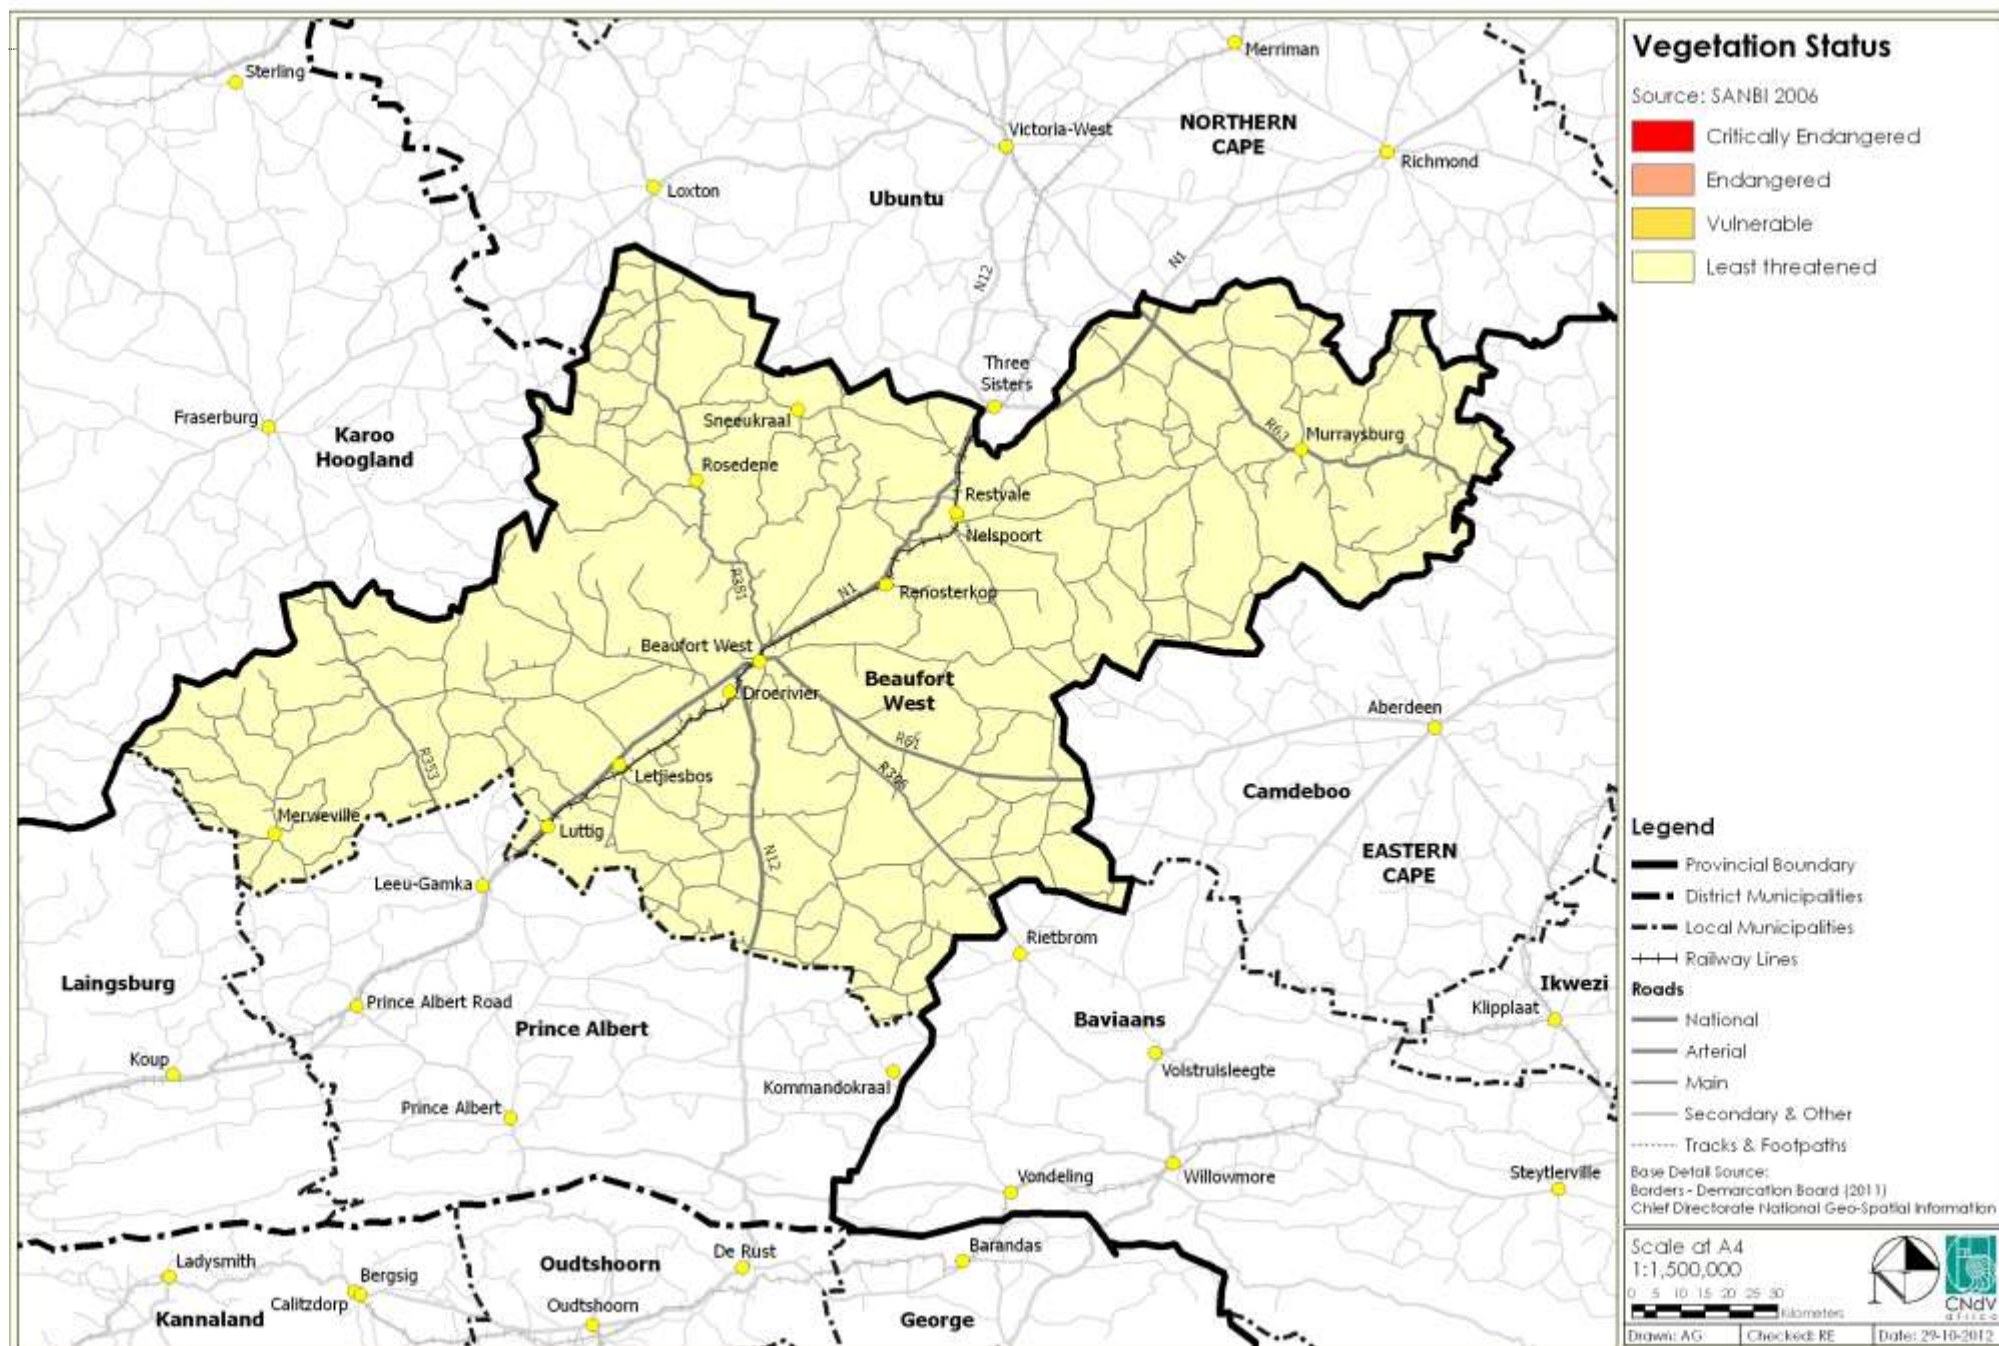 Sterling
Merriman
Victoria-West
NORTHERN
CAPE
Richmond
Loxton
Ubuntu
N12
N1
Three
Sisters
Fraserburg
Karoo
Hoogland
Sneeukraal
R63
Murraysburg
Rosedene
Restvale
Nelspoort
R381
N1
Renosterkop
Beaufort West
Droerivier
Beaufort
West
Aberdeen
R61
R353
Letjiesbos
R306
Camdeboo
Merweville
Luttig
N12
EASTERN
CAPE
Leeu-Gamka
Rietbrom
Laingsburg
Ikwezi
Prince Albert Road
Klipplaat
Prince Albert
Baviaans
Koup
Volstruisleegte
Kommandokraal
Prince Albert
Vondeling
Willowmore
Steytlerville
Ladysmith
Oudtshoorn
De Rust
Barandas
Bergsig
Calitzdorp
Kannaland
Oudtshoorn
George
Vegetation Status
Source: SANBI 2006
Critically Endangered
Endangered
Vulnerable
Least threatened
Legend
Provincial Boundary
District Municipalities
Local Municipalities
Railway Lines
Roads
National
Arterial
Main
Secondary & Other
Tracks & Footpaths
Base Detail Source:
Borders - Demarcation Board (2011)
Chief Directorate National Geo-Spatial Information
Scale at A4
1:1,500,000
0 5 10 15 20 25 30
Kilometers
N
CNdV
africa
Drawn: AG
Checked: RE
Date: 29-10-2012